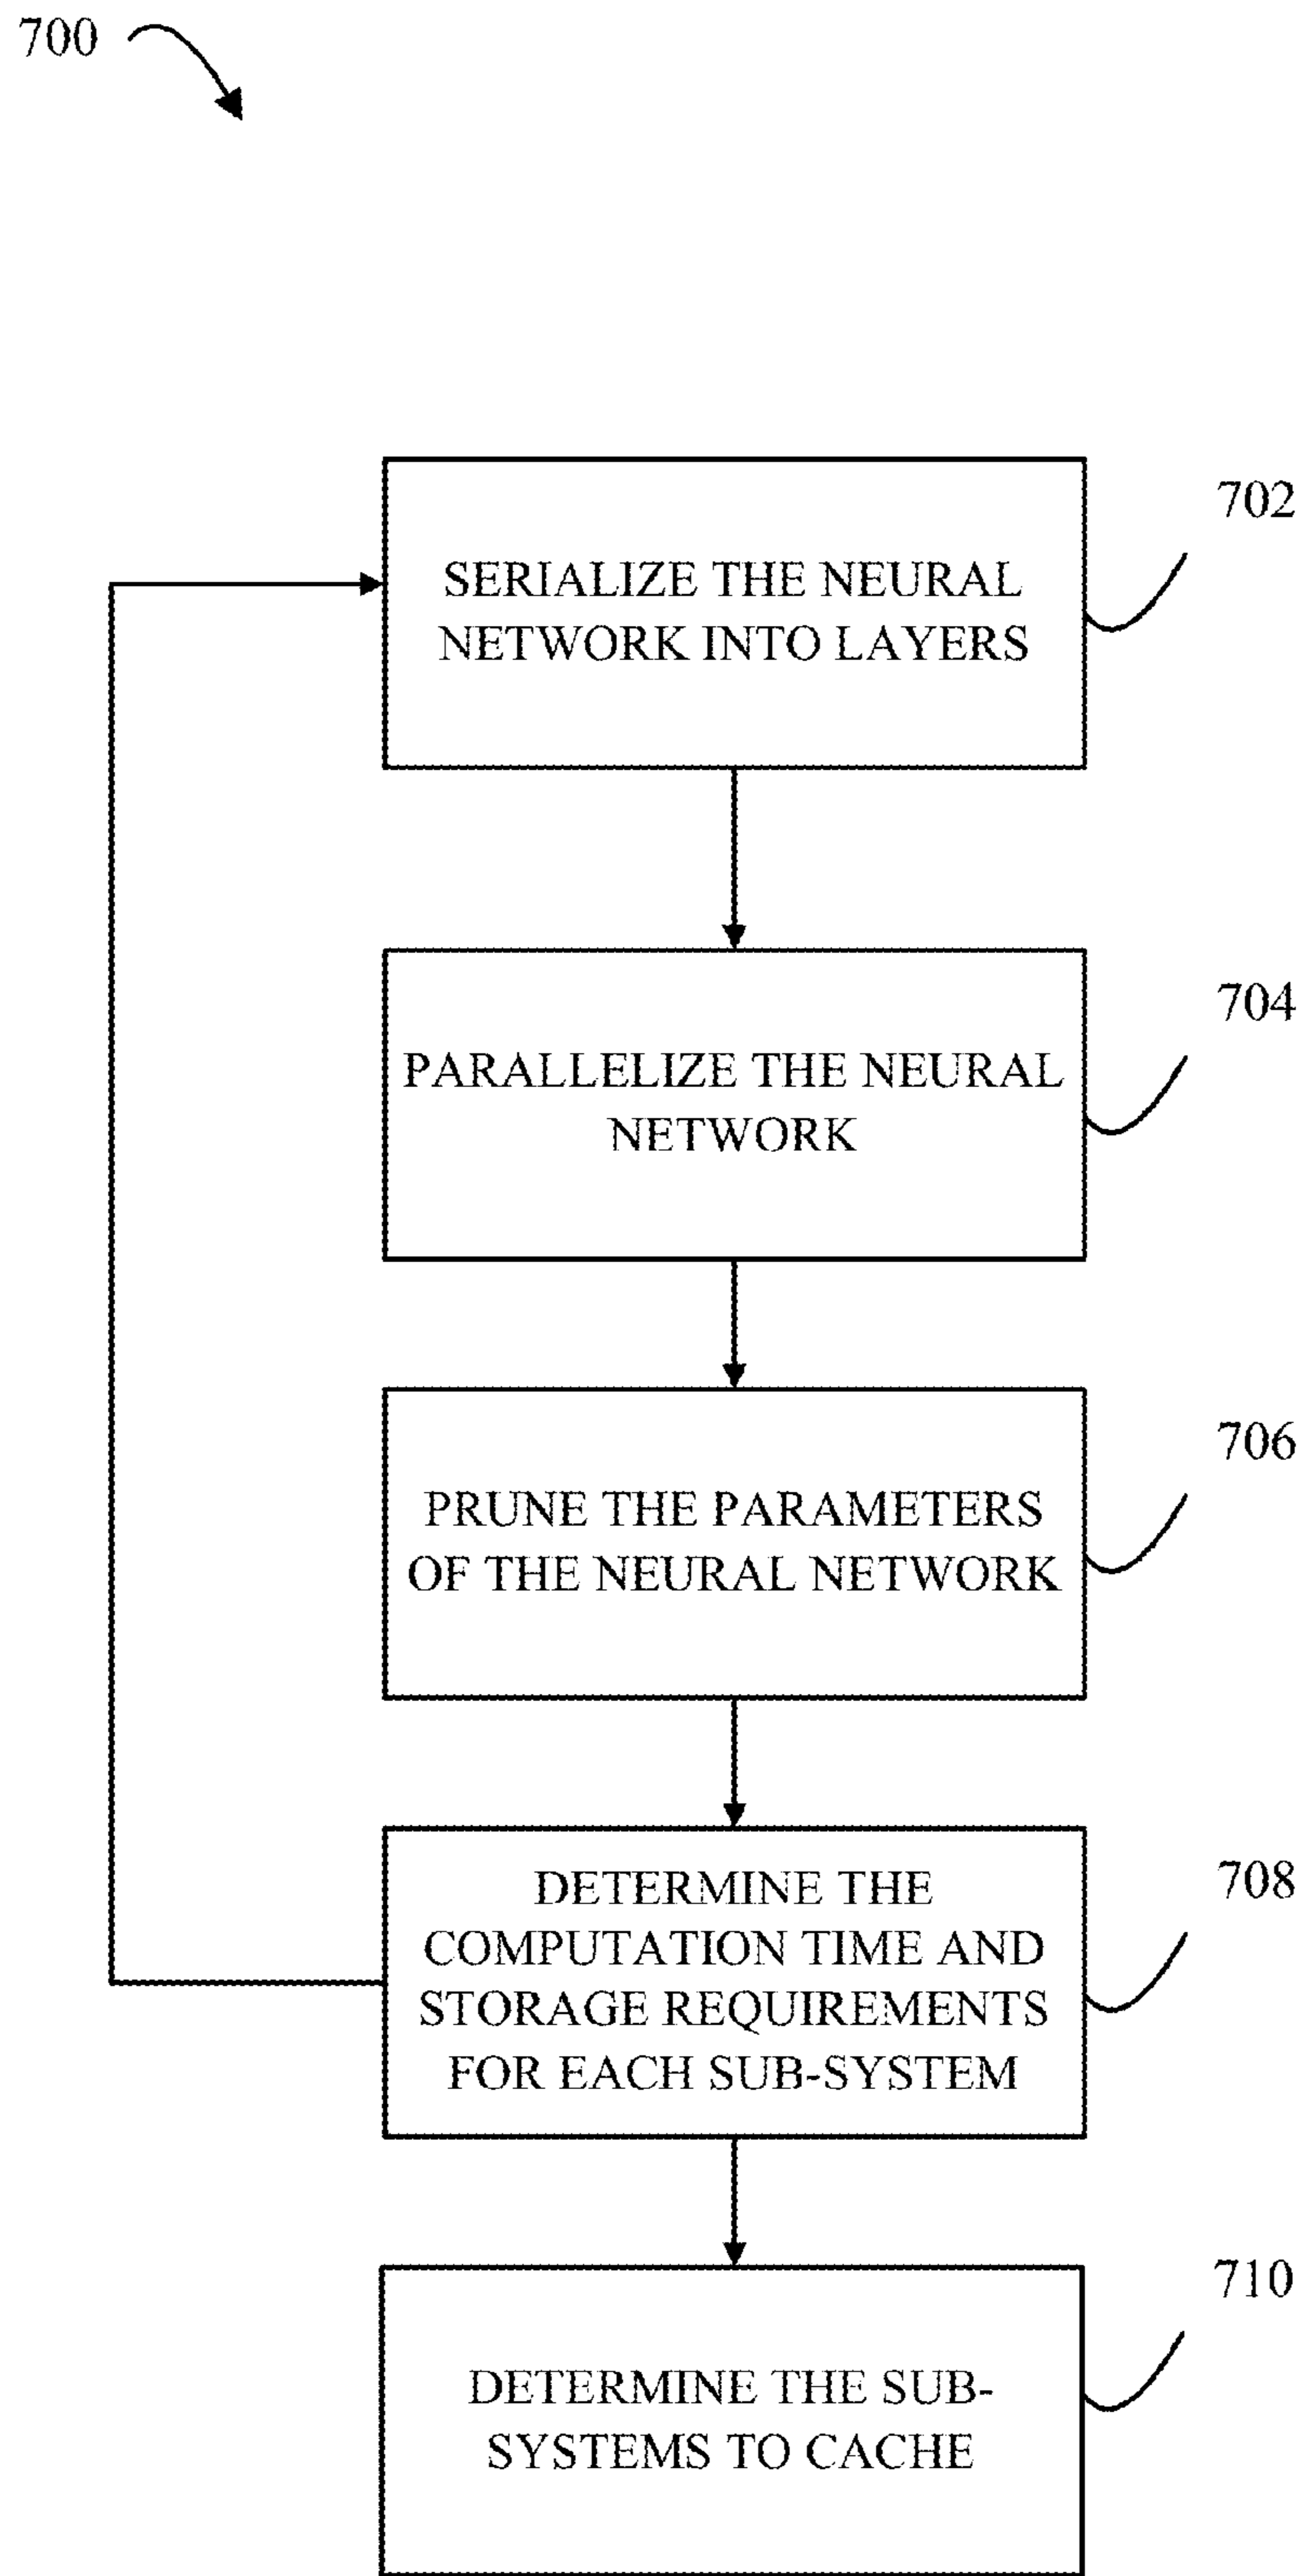 700
702
SERIALIZE THE NEURAL
NETWORK INTO LAYERS
704
PARALLELIZE THE NEURAL
NETWORK
706
PRUNE THE PARAMETERS
OF THE NEURAL NETWORK
708
DETERMINE THE
COMPUTATION TIME AND
STORAGE REQUIREMENTS
FOR EACH SUB-SYSTEM
710
DETERMINE THE SUB-
SYSTEMS TO CACHE